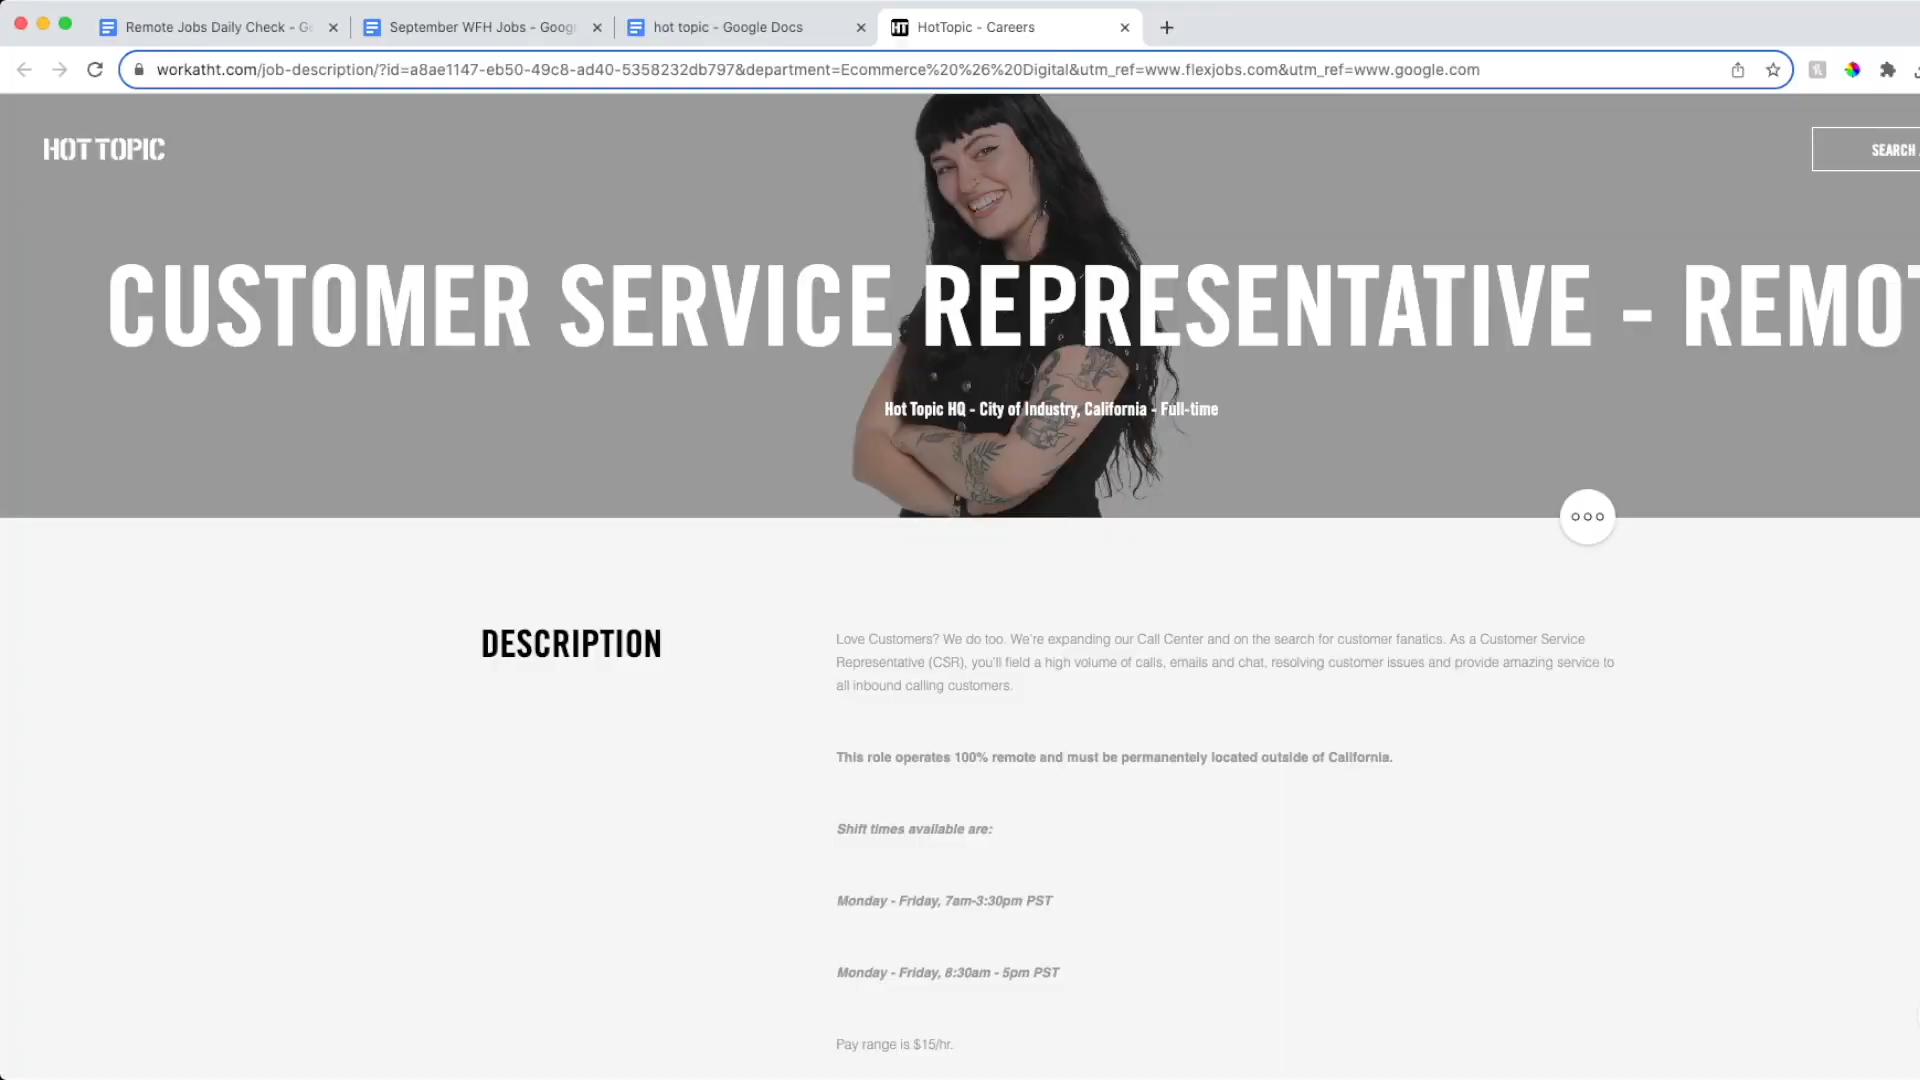 Remote Jobs Daily Check - G
September WFH Jobs - Goog
hot topic - Google Docs
HotTopic - Careers
workatht.com/job-description/?id=a8ae1147-eb50-49c8-ad40-5358232db797&department=Ecommerce%20%26%20Digital&utm_ref=www.flexjobs.com&utm_ref=www.google.com
HOT TOPIC
SEARCH
CUSTOMER SERVICE REPRESENTATIVE - REMOT
Hot Topic HQ - City of Industry, California - Full-time
DESCRIPTION
Love Customers? We do too. We're expanding our Call Center and on the search for customer fanatics. As a Customer Service
Representative (CSR), you'll field a high volume of calls, emails and chat, resolving customer issues and provide amazing service to
all inbound calling customers.
This role operates 100% remote and must be permanentely located outside of California.
Shift times available are:
Monday - Friday, 7am-3:30pm PST
Monday - Friday, 8:30am - 5pm PST
Pay range is $15/hr.